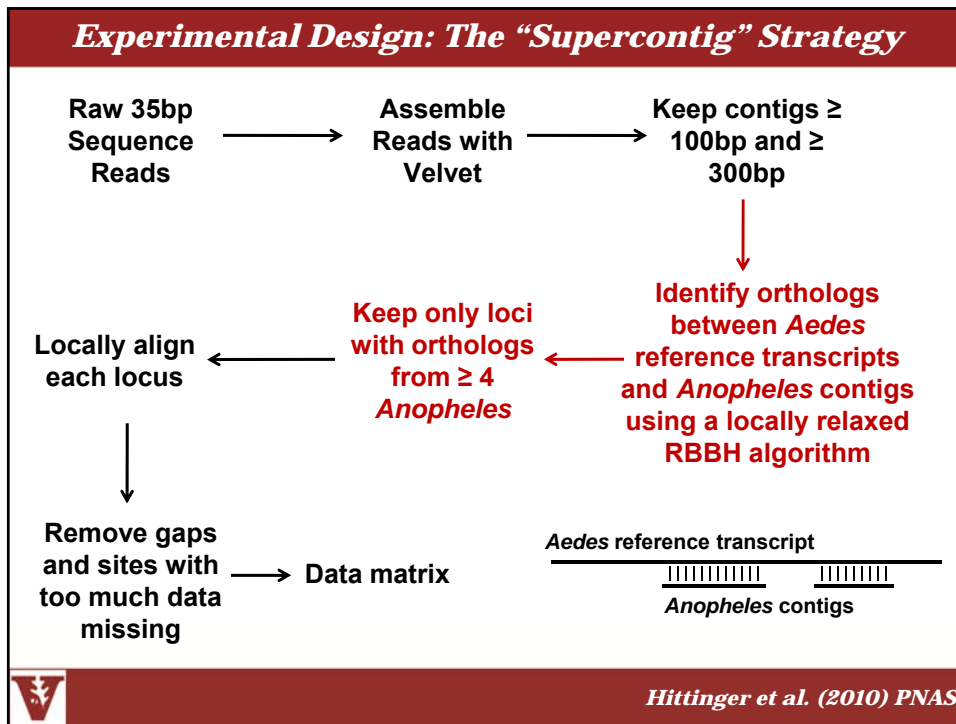 Experimental Design: The “Supercontig” Strategy
Raw 35bp
Sequence
Reads
Assemble
Reads with
Velvet
Keep contigs ≥
100bp and ≥
300bp
Identify orthologs
between Aedes
reference transcripts
and Anopheles contigs
using a locally relaxed
RBBH algorithm
Keep only loci
with orthologs
from ≥ 4
Anopheles
Locally align
each locus
Remove gaps
and sites with
too much data
missing
Data matrix
Aedes reference transcript
Anopheles contigs
V
Hittinger et al. (2010) PNAS